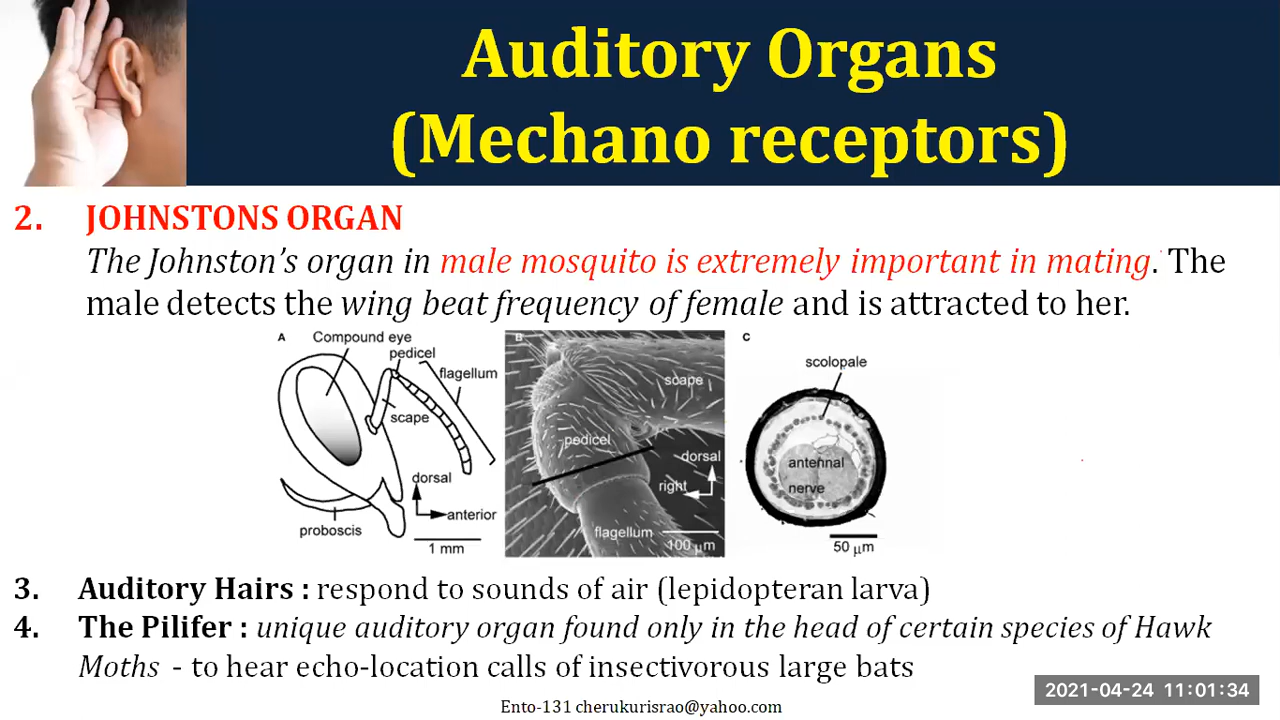 Auditory Organs
(Mechano receptors)
2. JOHNSTONS ORGAN
The Johnston’s organ in male mosquito is extremely important in mating. The
male detects the wing beat frequency of female and is attracted to her.
A
Compound eye
pedicel
flagellum
scape
dorsal
anterior
proboscis
1 mm
B
scape
pedicel
dorsal
right
flagellum
100 μm
C
scolopale
antennal
nerve
50 μm
3. Auditory Hairs : respond to sounds of air (lepidopteran larva)
4. The Pilifer : unique auditory organ found only in the head of certain species of Hawk
Moths - to hear echo-location calls of insectivorous large bats
2021-04-24 11:01:34
Ento-131 cherukurisrao@yahoo.com